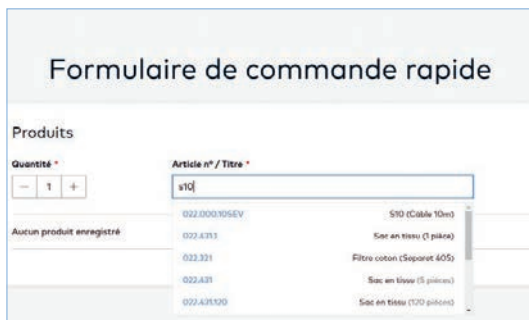 Formulaire de commande rapide
Produits
Quantité * Article n° / Titre *
− 1 + s10
022.000.10SEV S10 (Câble 10m)
022.431.1 Sac en tissu (1 pièce)
Aucun produit enregistré
022.321 Filtre coton (Separet 405)
022.431 Sac en tissu (5 pièces)
022.431.120 Sac en tissu (120 pièces)